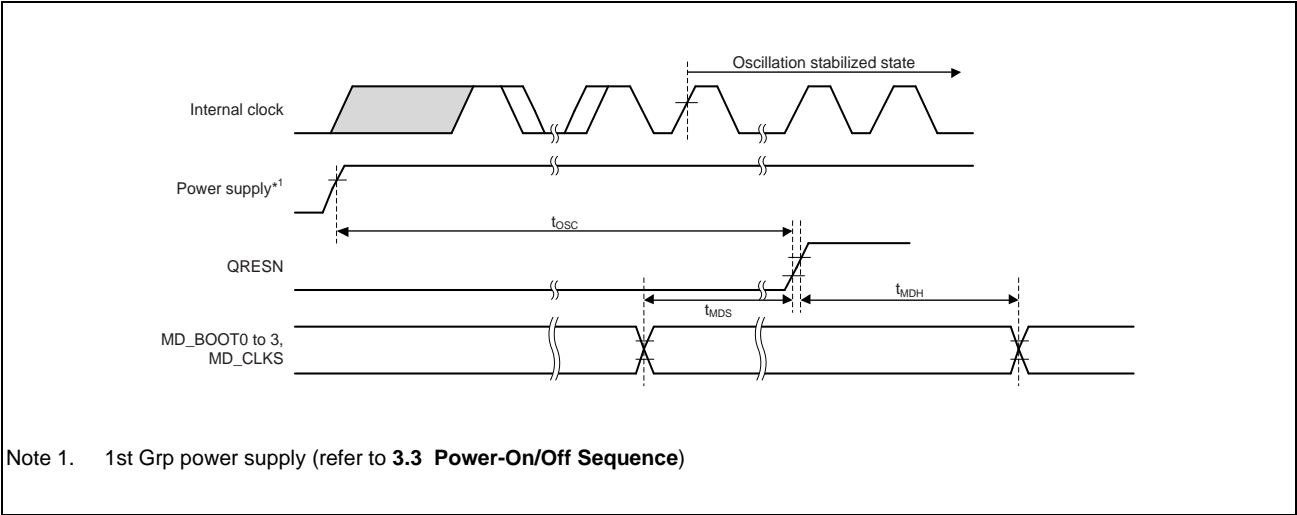 Oscillation stabilized state
Internal clock
Power supply*1
tOSC
QRESN
tMDS
tMDH
MD_BOOT0 to 3,
MD_CLKS
Note 1. 1st Grp power supply (refer to 3.3 Power-On/Off Sequence)